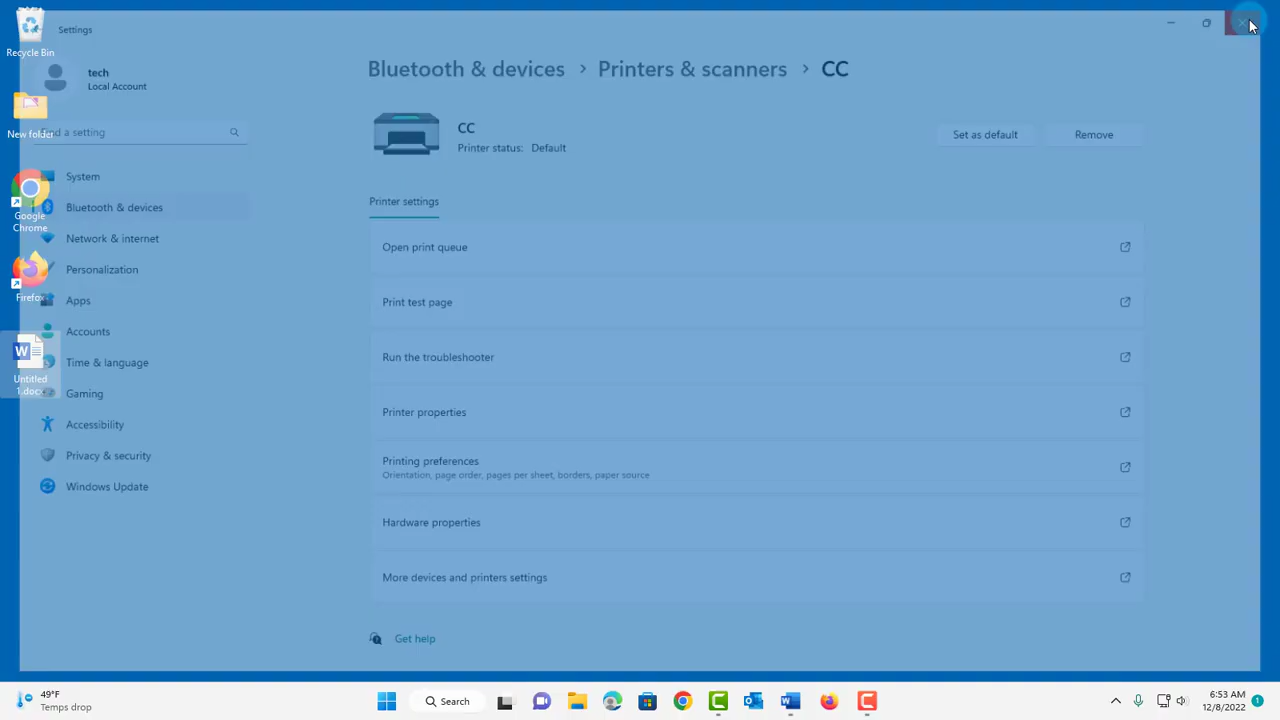 Settings
Recycle Bin
tech
Local Account
New folder
d a setting
System
Bluetooth & devices
Google
Chrome
Network & internet
Personalization
Firefox
Apps
Accounts
Time & language
Untitled
1.doc
Gaming
Accessibility
Privacy & security
Windows Update
Bluetooth & devices > Printers & scanners > CC
CC
Printer status: Default
Set as default
Remove
Printer settings
Open print queue
Print test page
Run the troubleshooter
Printer properties
Printing preferences
Orientation, page order, pages per sheet, borders, paper source
Hardware properties
More devices and printers settings
Get help
49°F
Temps drop
Search
6:53 AM
12/8/2022
1